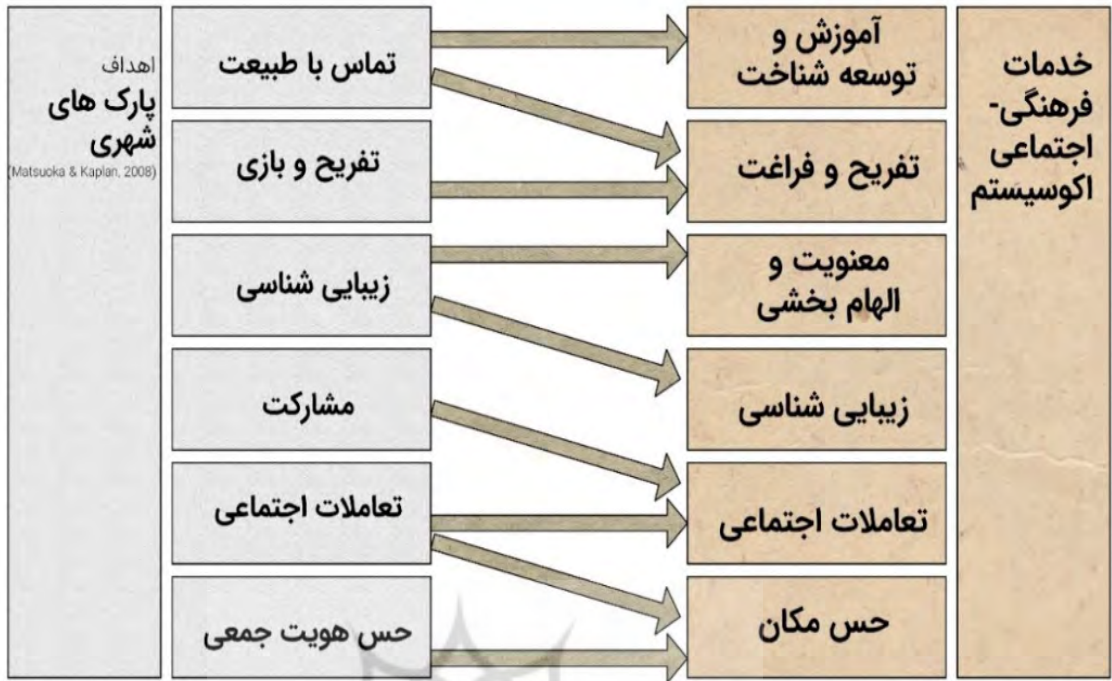 اهداف
پارک های
شهری
(Matsuoka & Kaplan, 2008)
تماس با طبیعت
تفریح و بازی
زیبایی شناسی
مشارکت
تعاملات اجتماعی
حس هویت جمعی
آموزش و
توسعه شناخت
تفریح و فراغت
معنویت و
الهام بخشی
زیبایی شناسی
تعاملات اجتماعی
حس مکان
خدمات
فرهنگی-
اجتماعی
اکوسیستم